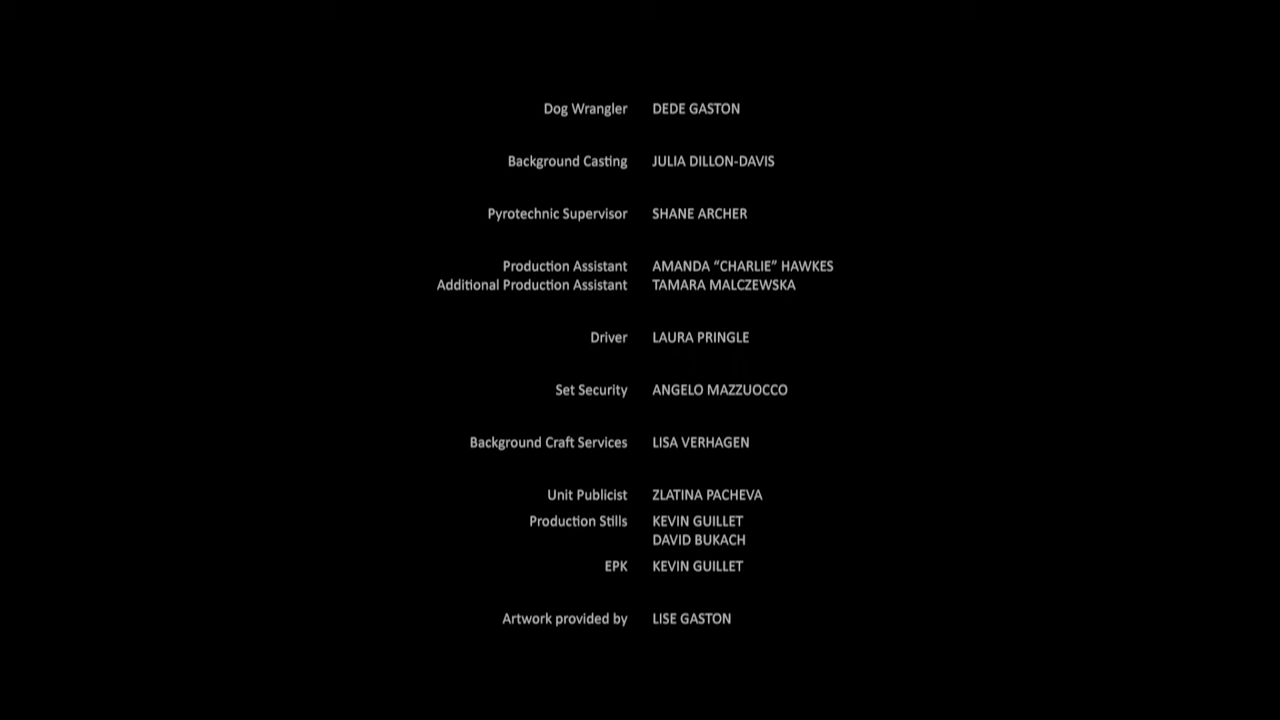 Dog Wrangler DEDE GASTON
Background Casting JULIA DILLON-DAVIS
Pyrotechnic Supervisor SHANE ARCHER
Production Assistant AMANDA “CHARLIE” HAWKES
Additional Production Assistant TAMARA MALCZEWSKA
Driver LAURA PRINGLE
Set Security ANGELO MAZZUOCCO
Background Craft Services LISA VERHAGEN
Unit Publicist ZLATINA PACHEVA
Production Stills KEVIN GUILLET
DAVID BUKACH
EPK KEVIN GUILLET
Artwork provided by LISE GASTON